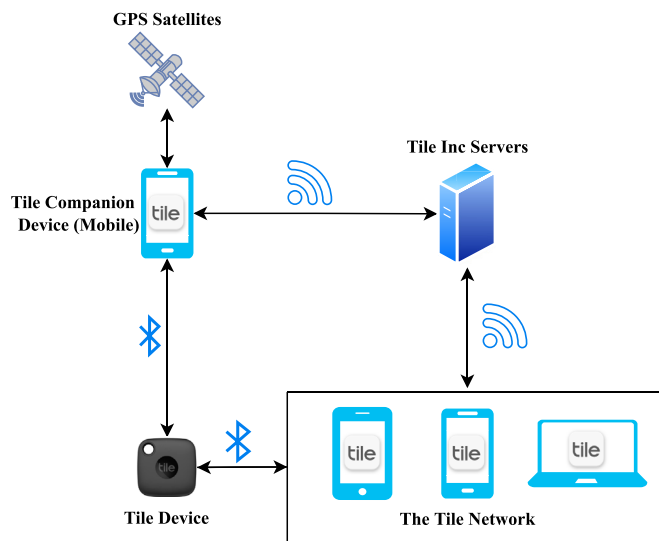 GPS Satellites
Tile Inc Servers
Tile Companion
Device (Mobile)
tile
tile
Tile Device
tile
tile
tile
The Tile Network